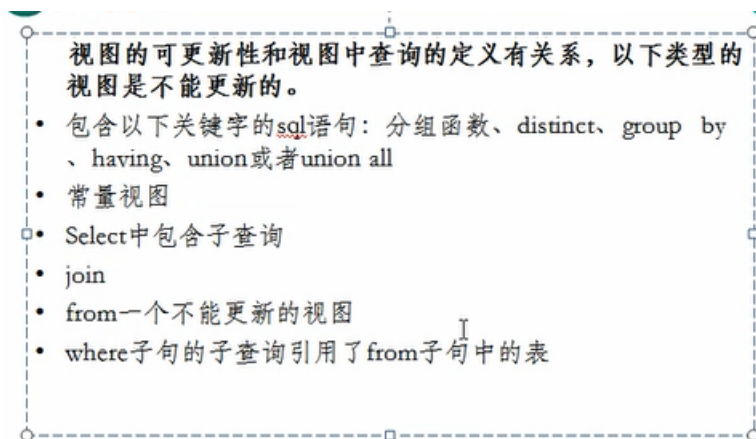 视图的可更新性和视图中查询的定义有关系，以下类型的
视图是不能更新的。
• 包含以下关键字的sql语句：分组函数、distinct、group by
、having、union或者union all
• 常量视图
• Select中包含子查询
• join
• from一个不能更新的视图
• where子句的子查询引用了from子句中的表